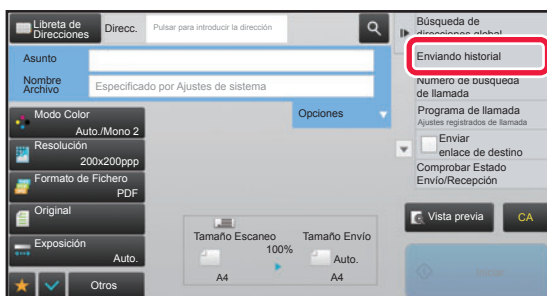 Libreta de
Direcciones
Direcc.
Pulsar para introducir la dirección
Búsqueda de
direcciones global
Asunto
Enviando historial
Nombre
Archivo
Especificado por Ajustes de sistema
Número de búsqueda
de llamada
Modo Color
Auto./Mono 2
Opciones
Programa de llamada
Ajustes registrados de llamada
Resolución
200x200ppp
Enviar
enlace de destino
Formato de Fichero
PDF
Comprobar Estado
Envío/Recepción
Original
Vista previa
CA
Tamaño Escaneo
100%
Tamaño Envío
Exposición
Auto.
Auto.
A4
A4
Otros